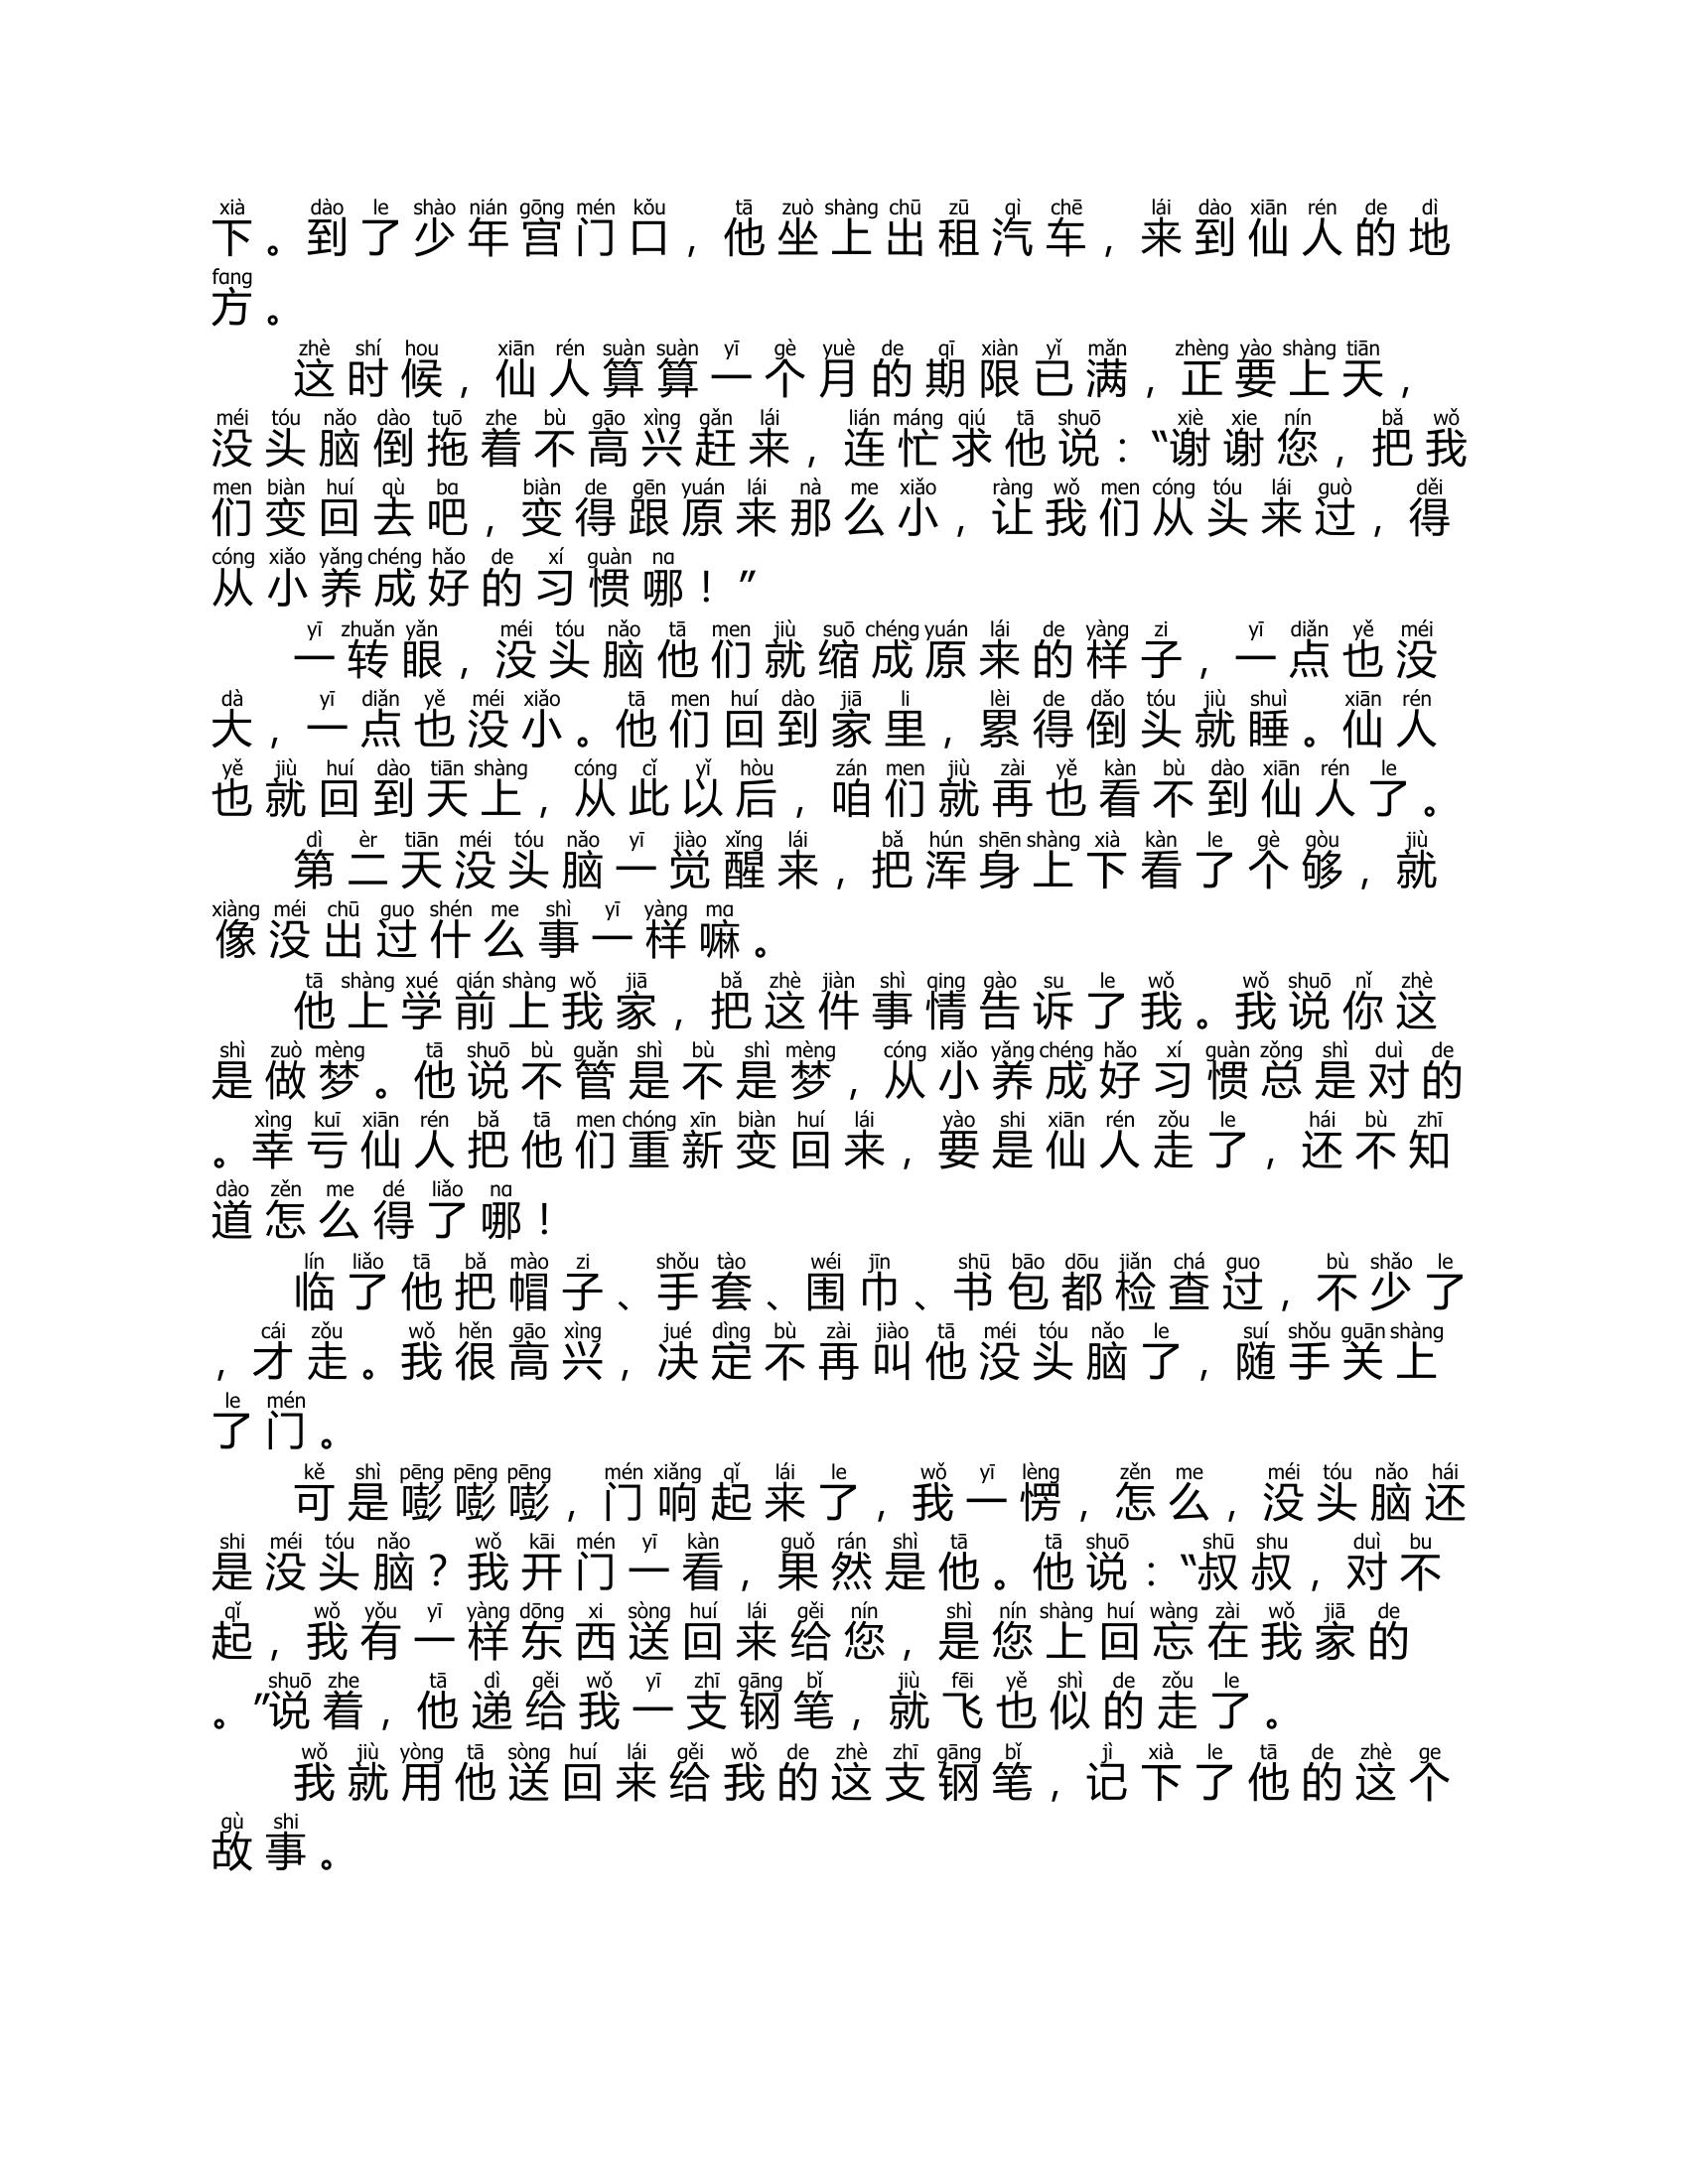 xià dào le shào nián gōng mén kǒu tā zuò shàng chū zū qì chē lái dào xiān rén de dì
下。到了少年宫门口，他坐上出租汽车，来到仙人的地
fang
方。
zhè shí hou xiān rén suàn suàn yī gè yuè de qī xiàn yǐ mǎn zhèng yào shàng tiān
这时候，仙人算算一个月的期限已满，正要上天，
méi tóu nǎo dào tuō zhe bù gāo xìng gǎn lái lián máng qiú tā shuō xiè xie nín bǎ wǒ
没头脑倒拖着不高兴赶来，连忙求他说：“谢谢您，把我
men biàn huí qù ba biàn de gēn yuán lái nà me xiǎo ràng wǒ men cóng tóu lái guò děi
们变回去吧，变得跟原来那么小，让我们从头来过，得
cóng xiǎo yǎng chéng hǎo de xí guàn na
从小养成好的习惯哪！”
yī zhuǎn yǎn méi tóu nǎo tā men jiù suō chéng yuán lái de yàng zi yī diǎn yě méi
一转眼，没头脑他们就缩成原来的样子，一点也没
dà yī diǎn yě méi xiǎo tā men huí dào jiā li lèi de dǎo tóu jiù shuì xiān rén
大，一点也没小。他们回到家里，累得倒头就睡。仙人
yě jiù huí dào tiān shàng cóng cǐ yǐ hòu zán men jiù zài yě kàn bù dào xiān rén le
也就回到天上，从此以后，咱们就再也看不到仙人了。
dì èr tiān méi tóu nǎo yī jiào xǐng lái bǎ hún shēn shàng xià kàn le gè gòu jiù
第二天没头脑一觉醒来，把浑身上下看了个够，就
xiàng méi chū guo shén me shì yī yàng ma
像没出过什么事一样嘛。
tā shàng xué qián shàng wǒ jiā bǎ zhè jiàn shì qing gào su le wǒ wǒ shuō nǐ zhè
他上学前上我家，把这件事情告诉了我。我说你这
shì zuò mèng tā shuō bù guǎn shì bù shì mèng cóng xiǎo yǎng chéng hǎo xí guàn zǒng shì duì de
是做梦。他说不管是不是梦，从小养成好习惯总是对的
xìng kuī xiān rén bǎ tā men chóng xīn biàn huí lái yào shi xiān rén zǒu le hái bù zhī
。幸亏仙人把他们重新变回来，要是仙人走了，还不知
dào zěn me dé liǎo na
道怎么得了哪！
lín liǎo tā bǎ mào zi shǒu tào wéi jīn shū bāo dōu jiǎn chá guo bù shǎo le
临了他把帽子、手套、围巾、书包都检查过，不少了
cái zǒu wǒ hěn gāo xìng jué dìng bù zài jiào tā méi tóu nǎo le suí shǒu guān shàng
，才走。我很高兴，决定不再叫他没头脑了，随手关上
le mén
了门。
kě shì pēng pēng pēng mén xiǎng qǐ lái le wǒ yī lèng zěn me méi tóu nǎo hái
可是嘭嘭嘭，门响起来了，我一愣，怎么，没头脑还
shi méi tóu nǎo wǒ kāi mén yī kàn guǒ rán shì tā tā shuō shū shu duì bu
是没头脑？我开门一看，果然是他。他说：“叔叔，对不
qǐ wǒ yǒu yī yàng dōng xi sòng huí lái gěi nín shì nín shàng huí wàng zài wǒ jiā de
起，我有一样东西送回来给您，是您上回忘在我家的
shuō zhe tā dì gěi wǒ yī zhī gāng bǐ jiù fēi yě shì de zǒu le
。”说着，他递给我一支钢笔，就飞也似的走了。
wǒ jiù yòng tā sòng huí lái gěi wǒ de zhè zhī gāng bǐ jì xià le tā de zhè ge
我就用他送回来给我的这支钢笔，记下了他的这个
gù shi
故事。